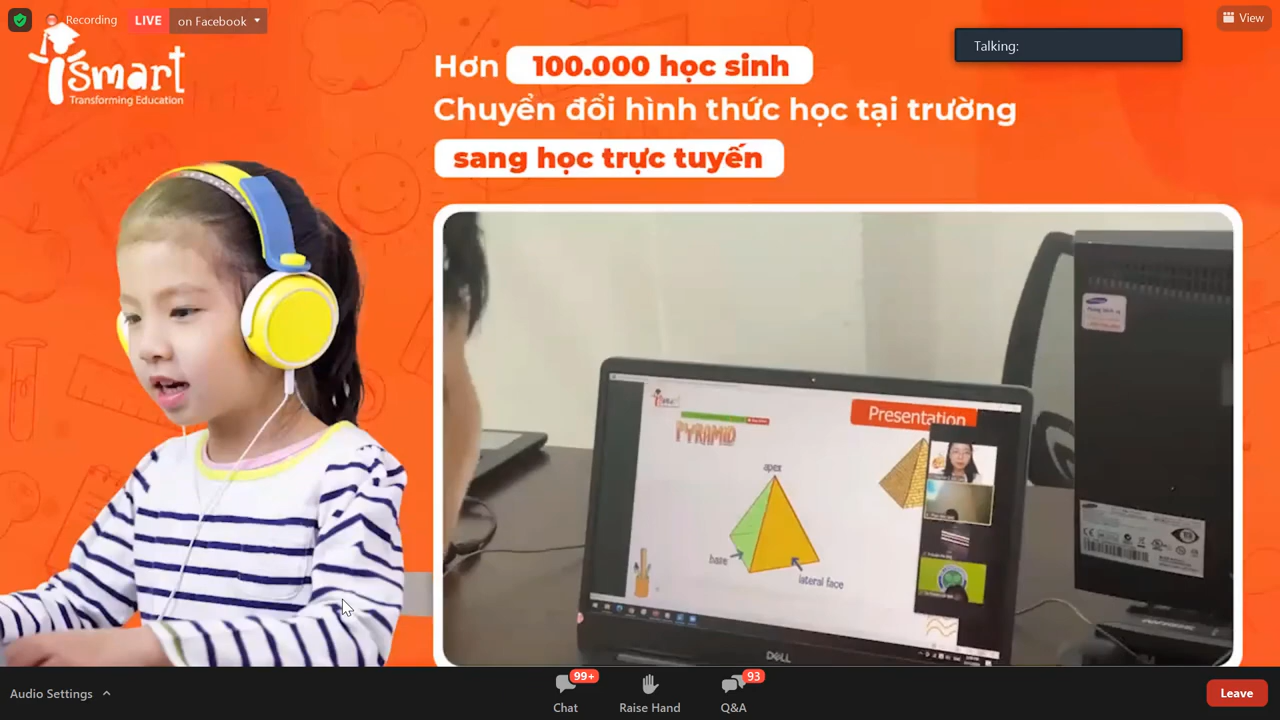 Recording
LIVE
on Facebook
View
Talking:
ismart
Transforming Education
Hơn 100.000 học sinh
Chuyển đổi hình thức học tại trường
sang học trực tuyến
ismart
Presentation
PYRAMID
apex
base
lateral face
DELL
SAMSUNG
Audio Settings
99+
Chat
Raise Hand
93
Q&A
Leave